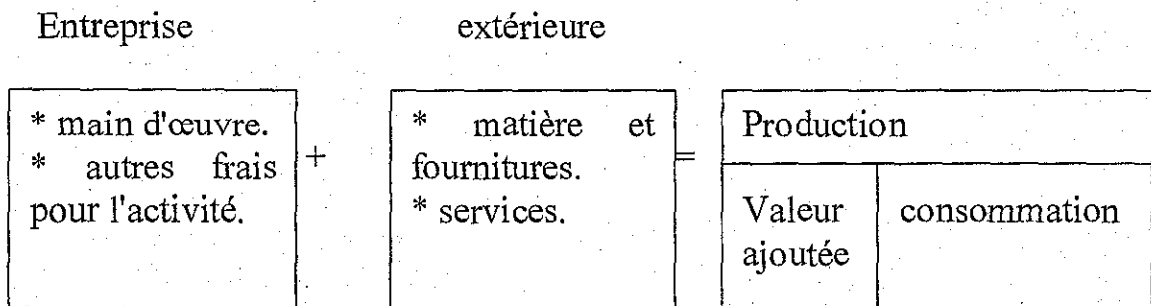 Entreprise extérieure
* main d'œuvre.
* autres frais
pour l'activité.
+
* matière et
fournitures.
* services.
=
Production
Valeur
ajoutée
consommation